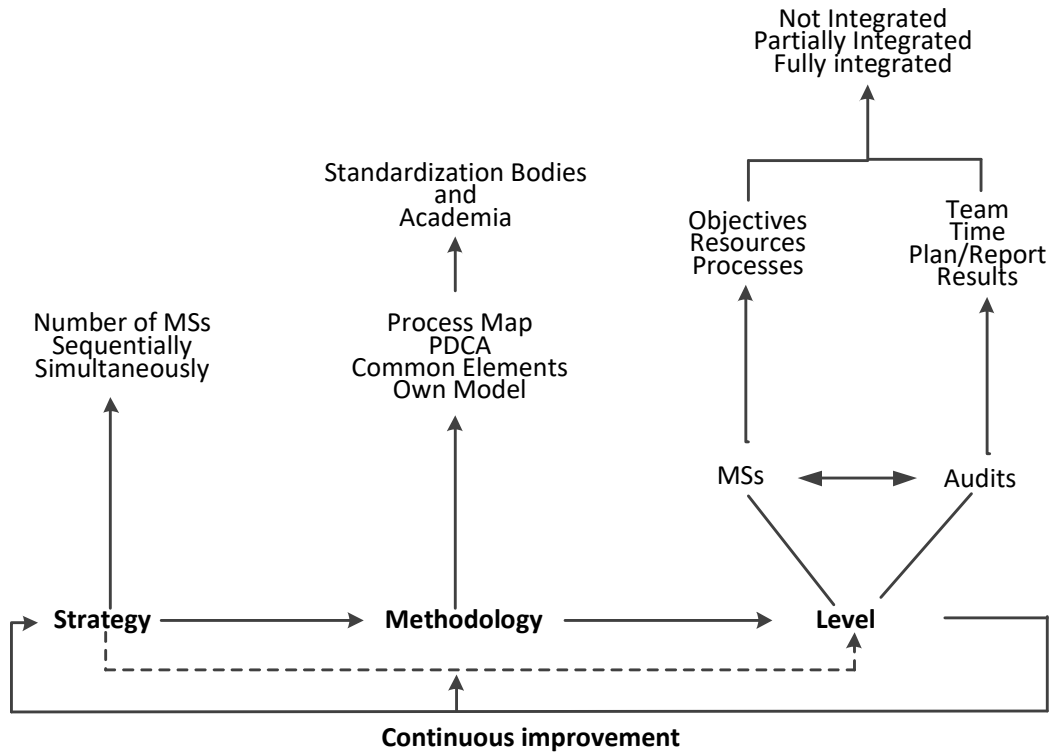 Not Integrated
Partially Integrated
Fully integrated
Standardization Bodies
and
Academia
Objectives
Resources
Processes
Team
Time
Plan/Report
Results
Number of MSs
Sequentially
Simultaneously
Process Map
PDCA
Common Elements
Own Model
MSs
Audits
Strategy
Methodology
Level
Continuous improvement